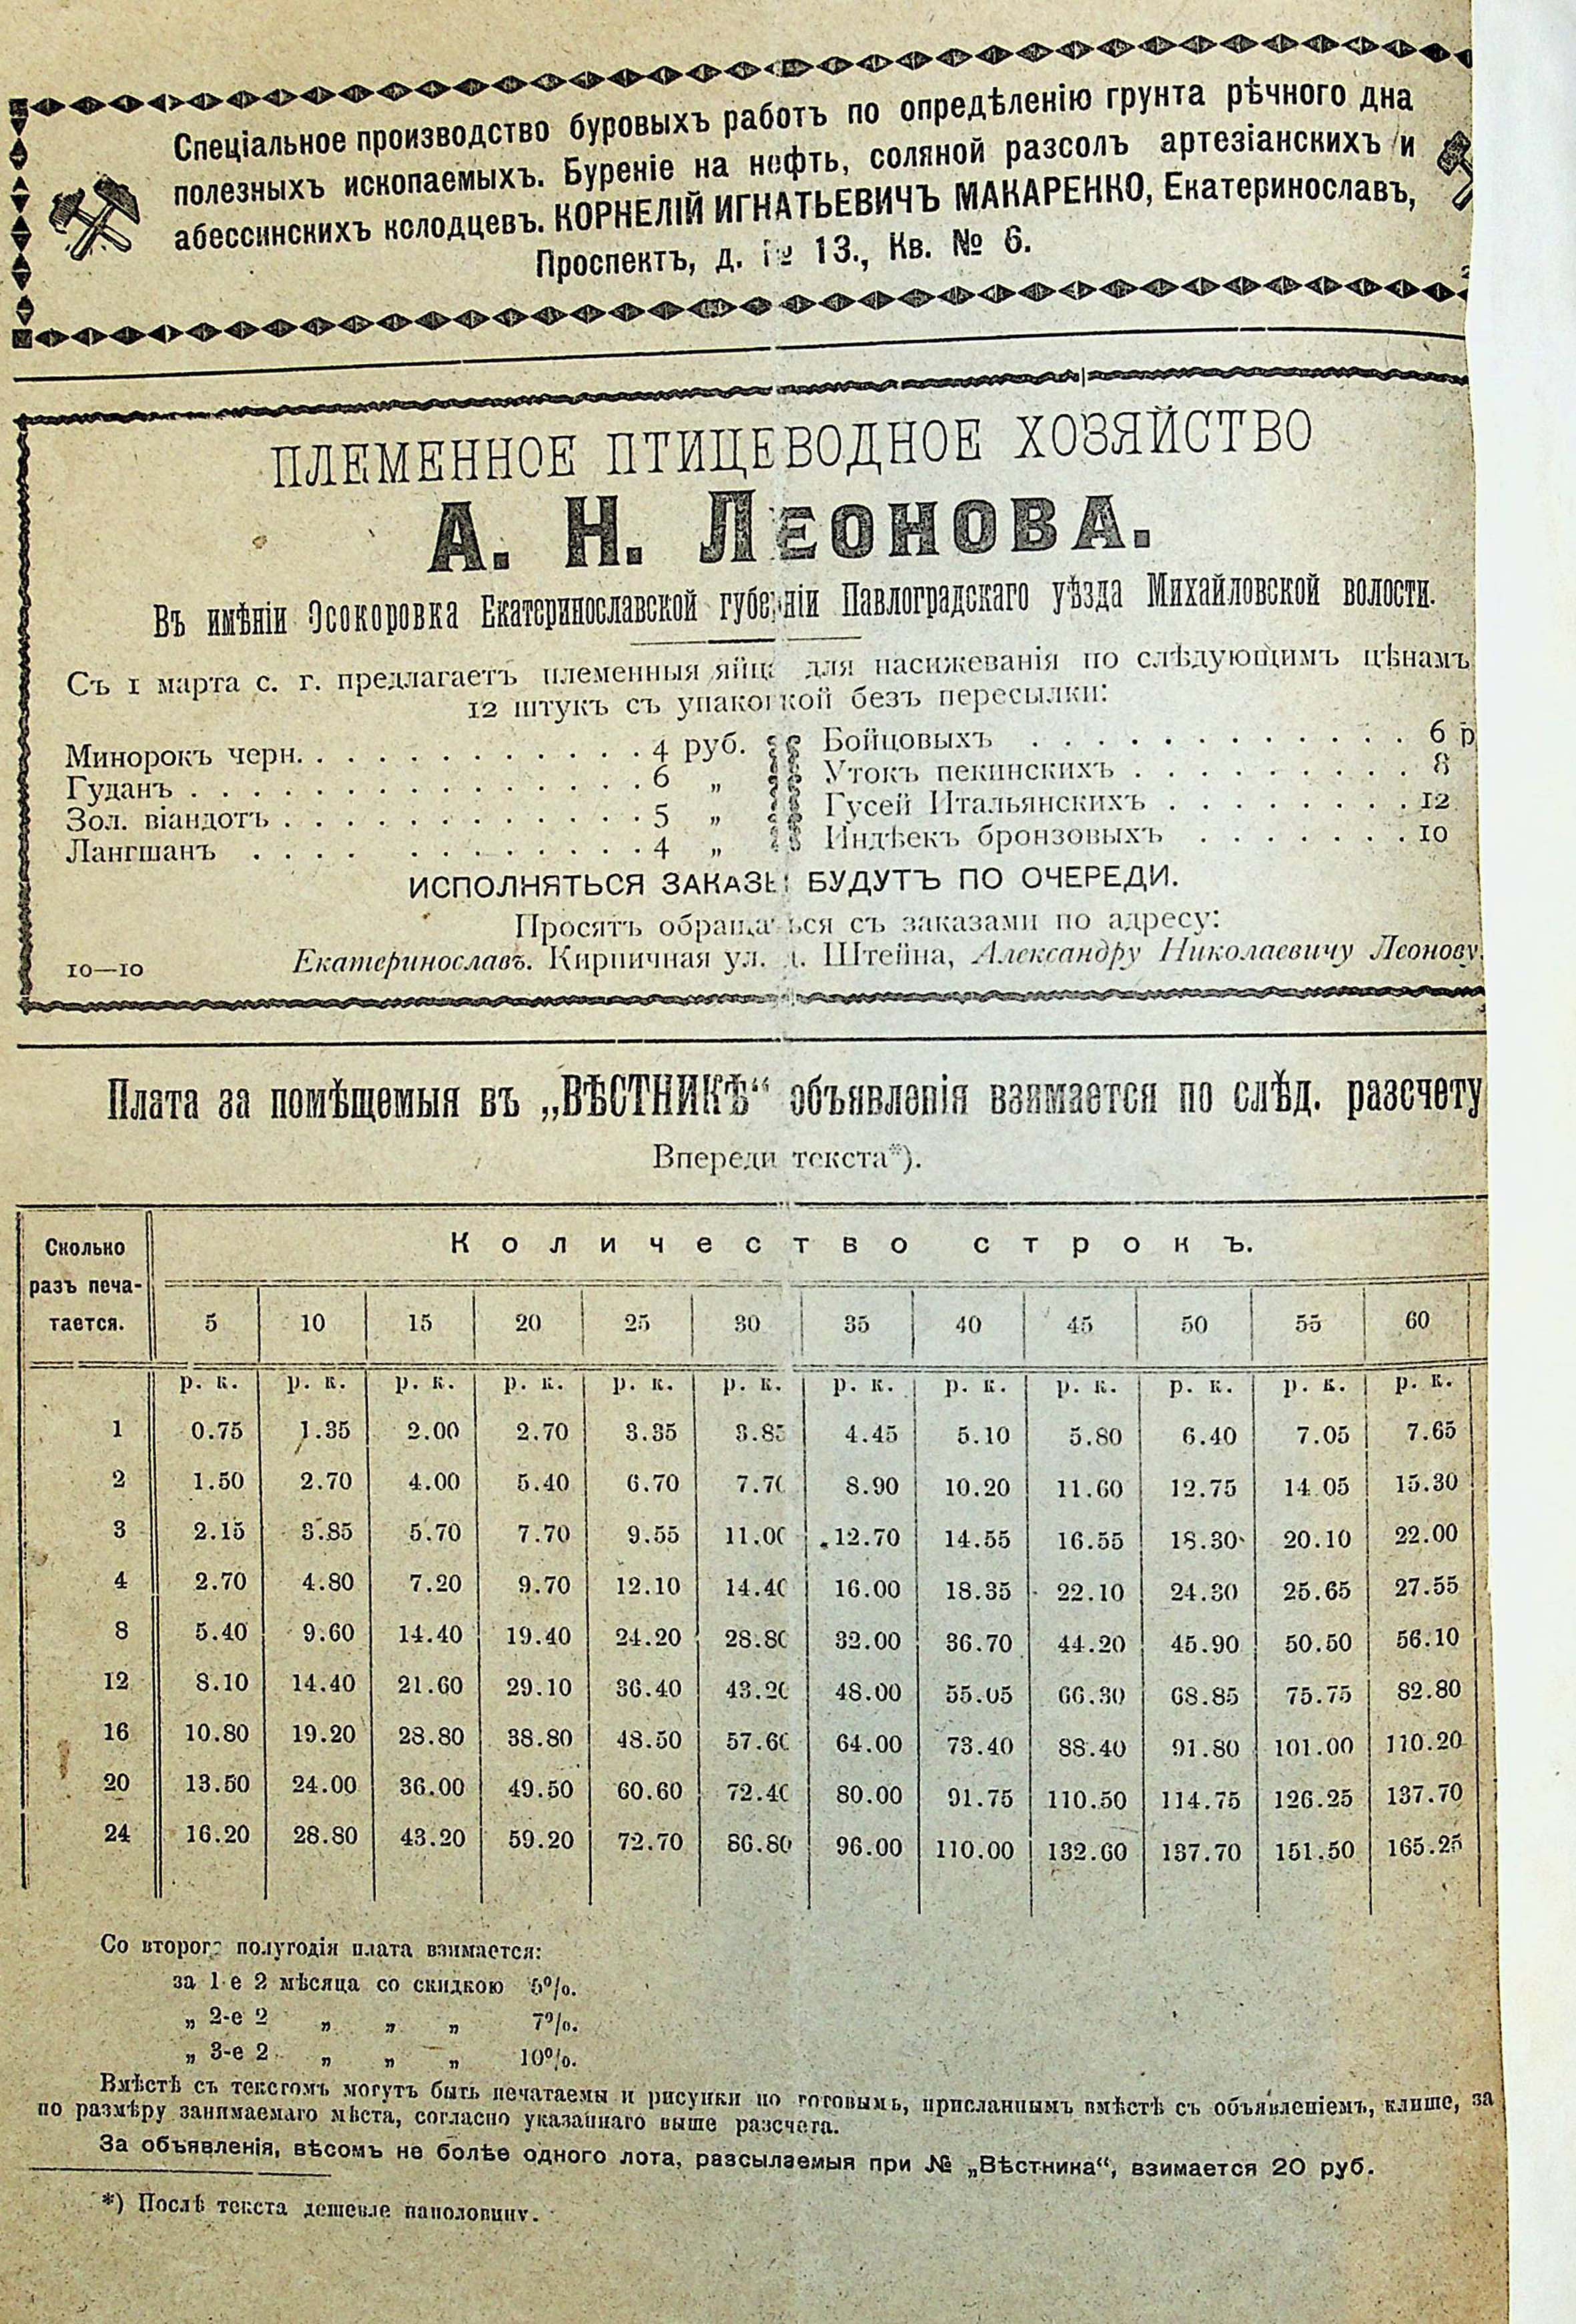 Спеціальное производство буровыхъ работъ по опредѣленію грунта рѣчного дна
полезныхъ ископаемыхъ. Буреніе на нефть, соляной разсолъ артезіанскихъ и
абессинскихъ колодцевъ. КОРНЕЛІЙ ИГНАТЬЕВИЧЪ МАКАРЕНКО, Екатеринославъ,
Проспектъ, д. № 13., Кв. № 6.
ПЛЕМЕННОЕ ПТИЦЕВОДНОЕ ХОЗЯЙСТВО
А. Н. ЛЕОНОВА.
Въ имѣніи Осокоровка Екатеринославской губерніи Павлоградскаго уѣзда Михайловской волости.
Съ 1 марта с. г. предлагаетъ племенныя яйца для насиживанія по слѣдующимъ цѣнамъ
12 штукъ съ упаковкой безъ пересылки:
Минорокъ черн. . . . . . . . . . . . 4 руб. Бойцовыхъ . . . . . . . . . . . . 6 р
Гуданъ . . . . . . . . . . . . . . . 6 „ Утокъ пекинскихъ . . . . . . . . . 8
Зол. віандотъ . . . . . . . . . . . . 5 „ Гусей Итальянскихъ . . . . . . . . 12
Лангшанъ . . . . . . . . . . . . 4 „ Индѣекъ бронзовыхъ . . . . . . . 10
ИСПОЛНЯТЬСЯ ЗАКАЗЫ БУДУТЪ ПО ОЧЕРЕДИ.
Просятъ обращаться съ заказами по адресу:
10—10 Екатеринославъ. Кирпичная ул. д. Штейна, Александру Николаевичу Леонову.
Плата за помѣщемыя въ „ВѢСТНИКѢ“ объявленія взимается по слѣд. разсчету
Впереди текста*).
Сколько разъ печатается. Количество строкъ.
5 10 15 20 25 30 35 40 45 50 55 60
р. к. р. к. р. к. р. к. р. к. р. к. р. к. р. к. р. к. р. к. р. к. р. к.
1 0.75 1.35 2.00 2.70 3.35 3.85 4.45 5.10 5.80 6.40 7.05 7.65
2 1.50 2.70 4.00 5.40 6.70 7.70 8.90 10.20 11.60 12.75 14.05 15.30
3 2.15 3.85 5.70 7.70 9.55 11.00 12.70 14.55 16.55 18.30 20.10 22.00
4 2.70 4.80 7.20 9.70 12.10 14.40 16.00 18.35 22.10 24.30 25.65 27.55
8 5.40 9.60 14.40 19.40 24.20 28.80 32.00 36.70 44.20 45.90 50.50 56.10
12 8.10 14.40 21.60 29.10 36.40 43.20 48.00 55.05 66.30 68.85 75.75 82.80
16 10.80 19.20 28.80 38.80 48.50 57.60 64.00 73.40 88.40 91.80 101.00 110.20
20 13.50 24.00 36.00 49.50 60.60 72.40 80.00 91.75 110.50 114.75 126.25 137.70
24 16.20 28.80 43.20 59.20 72.70 86.80 96.00 110.00 132.60 137.70 151.50 165.25
Со второго полугодія плата взимается:
за 1-е 2 мѣсяца со скидкою 5%.
„ 2-е 2 „ „ „ 7%.
„ 3-е 2 „ „ „ 10%.
Вмѣстѣ съ текстомъ могутъ быть печатаемы и рисунки по готовымъ, присланнымъ вмѣстѣ съ объявленіемъ, клише, за
по размѣру занимаемаго мѣста, согласно указаннаго выше разсчета.
За объявленія, вѣсомъ не болѣе одного лота, разсылаемыя при № „Вѣстника“, взимается 20 руб.
*) Послѣ текста дешевле наполовину.